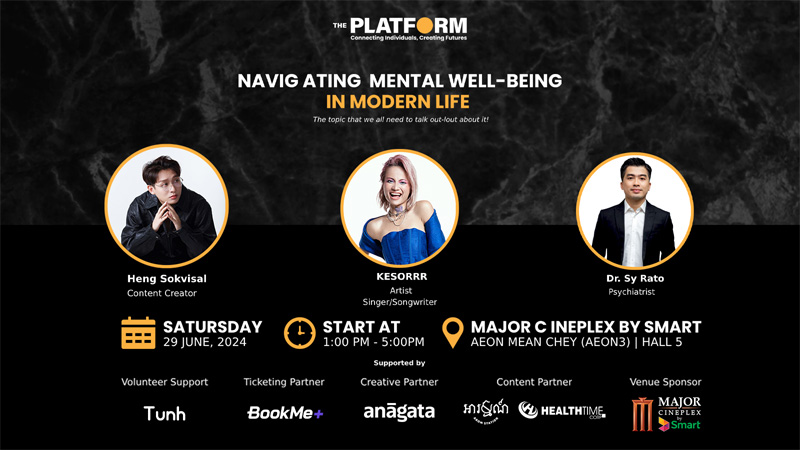 THE PLATFORM
Connecting Individuals, Creating Futures
NAVIG ATING MENTAL WELL-BEING
IN MODERN LIFE
The topic that we all need to talk out-lout about it!
Heng Sokvisal
Content Creator
KESORRR
Artist
Singer/Songwriter
Dr. Sy Rato
Psychiatrist
SATURSDAY
29 JUNE, 2024
START AT
1:00 PM - 5:00PM
MAJOR C INEPLEX BY SMART
AEON MEAN CHEY (AEON3) | HALL 5
Supported by
Volunteer Support
Tunh
Ticketing Partner
BookMe+
Creative Partner
anāgata
Content Partner
HEALTHTIME
CORP
Venue Sponsor
MAJOR
CINEPLEX
by
Smart